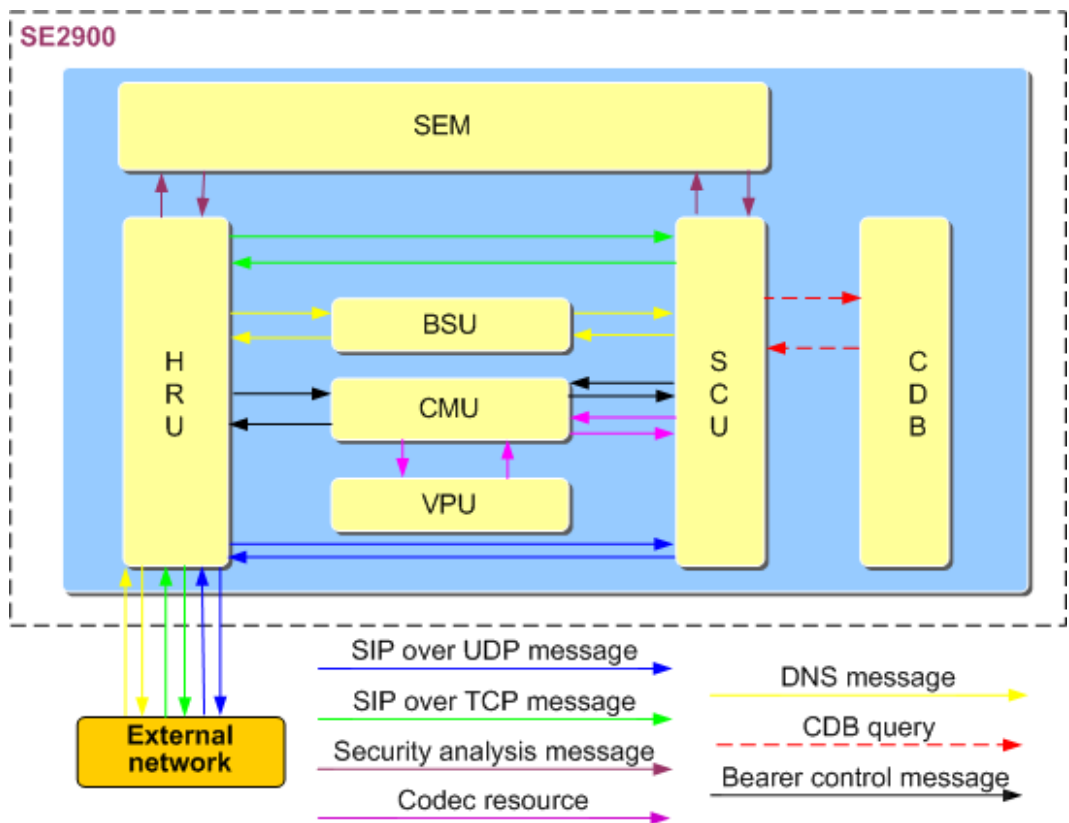 SE2900
SEM
H
R
U
BSU
CMU
VPU
S
C
U
C
D
B
External
network
SIP over UDP message
SIP over TCP message
Security analysis message
Codec resource
DNS message
CDB query
Bearer control message